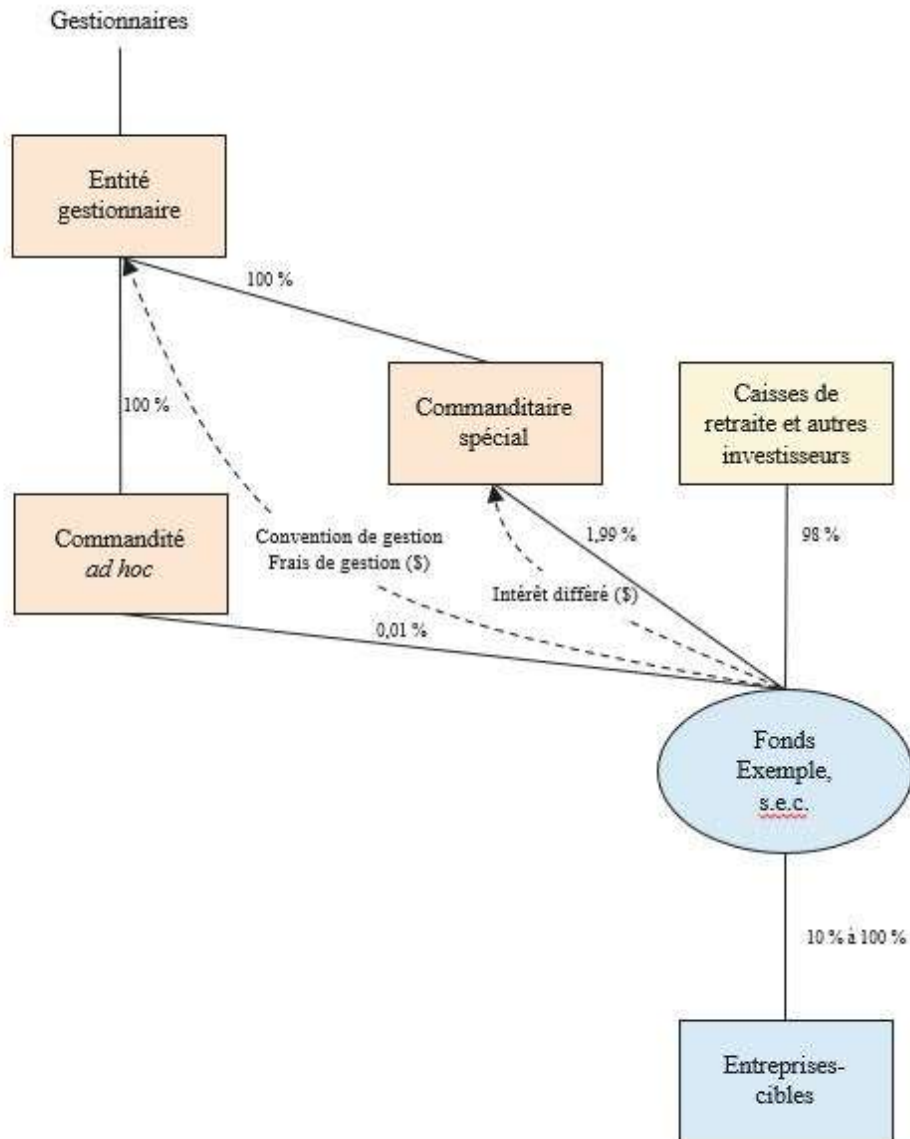 Gestionnaires
Entité
gestionnaire
100 %
100 %
Commanditaire
spécial
Caisses de
retraite et autres
investisseurs
Commandité
ad hoc
Convention de gestion
Frais de gestion ($)
1,99 %
98 %
Intérêt différé ($)
0,01 %
Fonds
Exemple,
s.e.c.
10 % à 100 %
Entreprises-
cibles